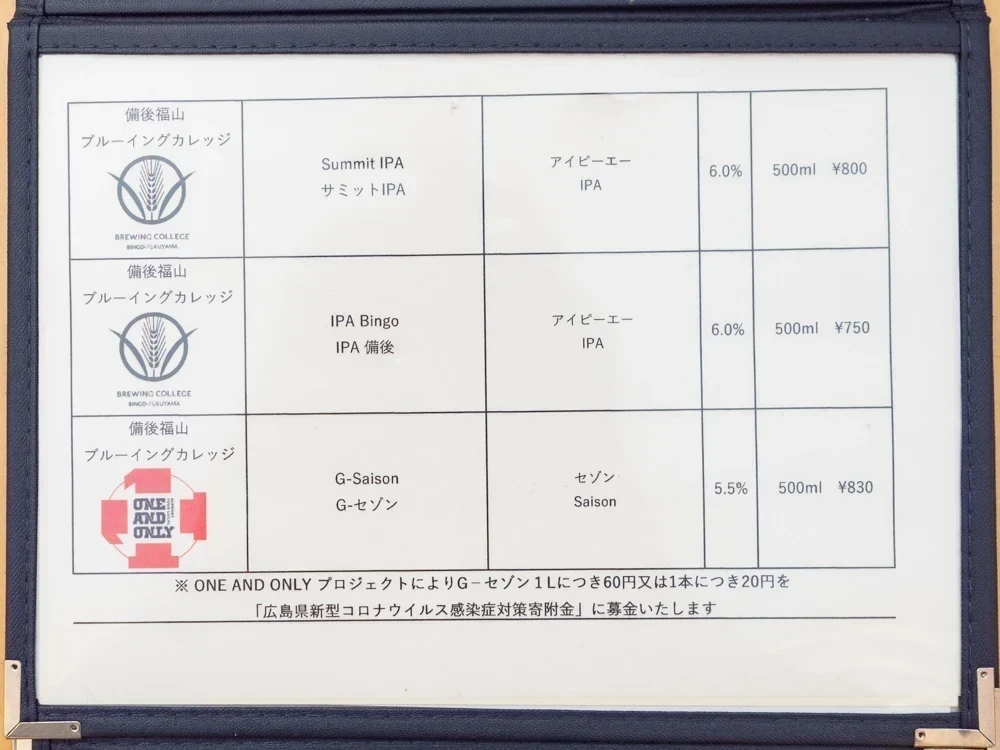 備後福山
ブルーイングカレッジ
BREWING COLLEGE
BINGO-FUKUYAMA
Summit IPA
サミットIPA
アイピーエー
IPA
6.0%
500ml ¥800
備後福山
ブルーイングカレッジ
BREWING COLLEGE
BINGO-FUKUYAMA
IPA Bingo
IPA 備後
アイピーエー
IPA
6.0%
500ml ¥750
備後福山
ブルーイングカレッジ
ONE
AND
ONLY
G-Saison
G-セゾン
セゾン
Saison
5.5%
500ml ¥830
※ ONE AND ONLY プロジェクトによりG－セゾン１Lにつき60円又は1本につき20円を
「広島県新型コロナウイルス感染症対策寄附金」に募金いたします